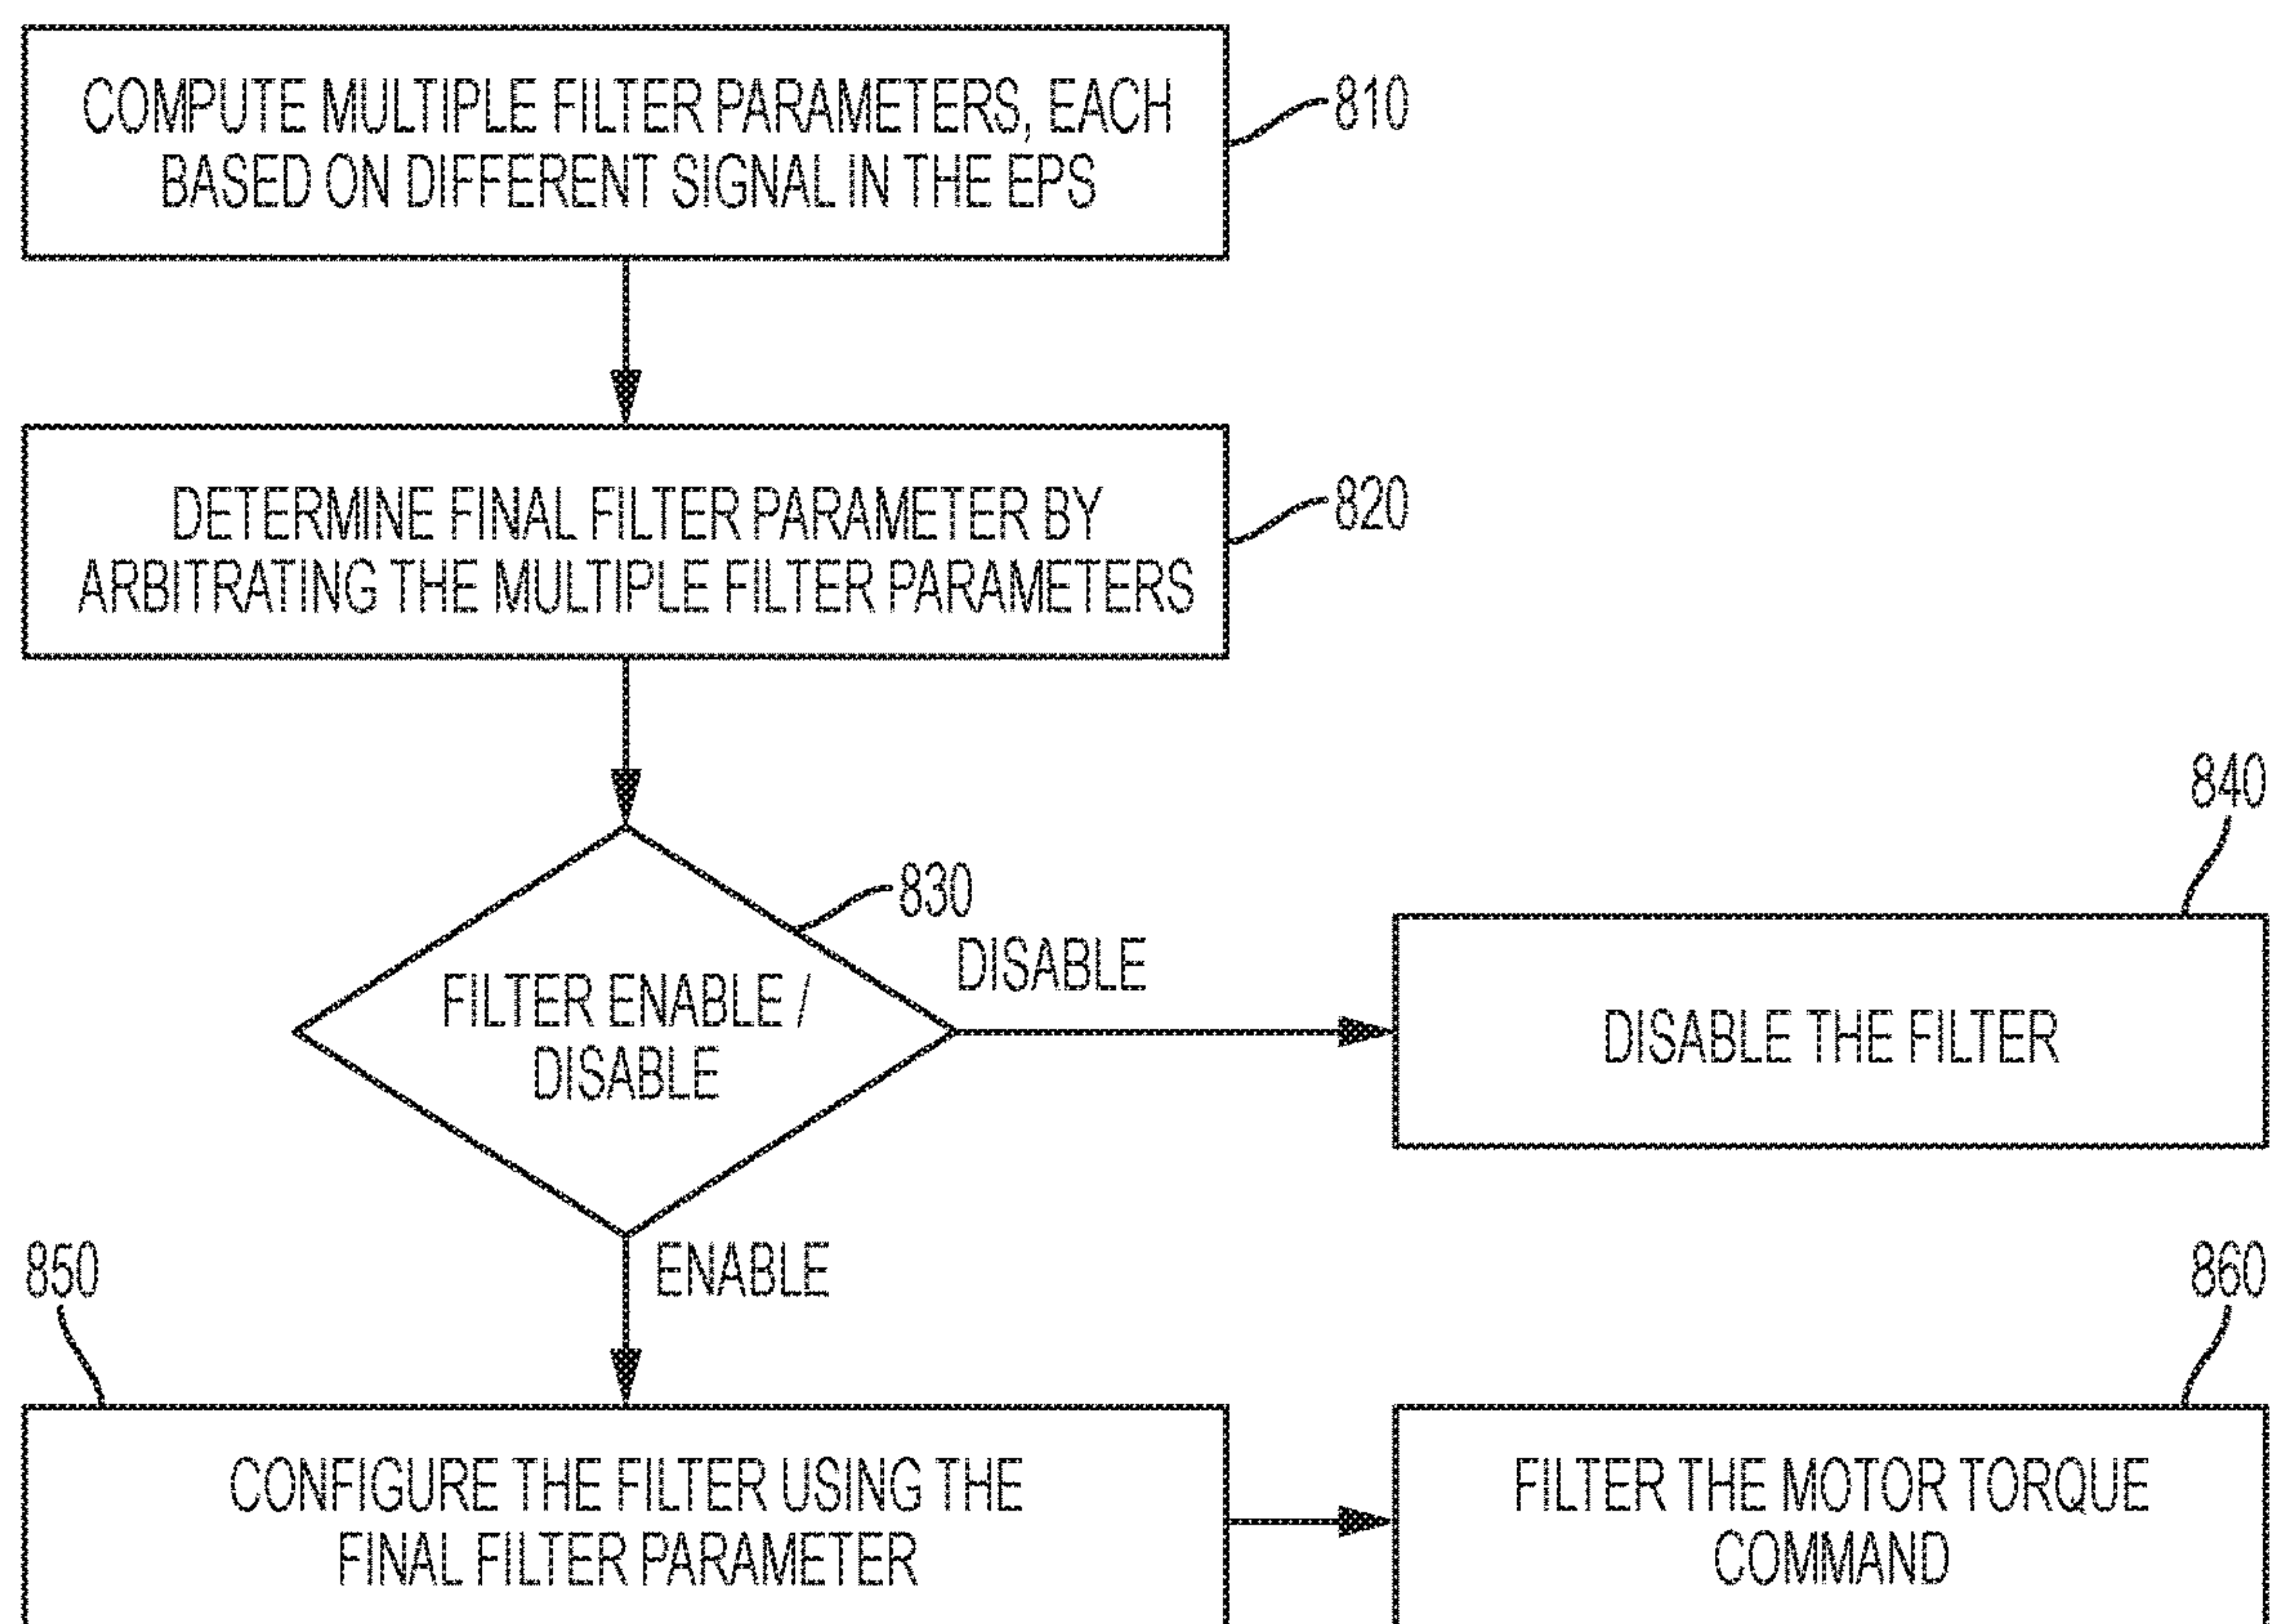 COMPUTE MULTIPLE FILTER PARAMETERS, EACH
BASED ON DIFFERENT SIGNAL IN THE EPS
810
DETERMINE FINAL FILTER PARAMETER BY
ARBITRATING THE MULTIPLE FILTER PARAMETERS
820
830
FILTER ENABLE /
DISABLE
DISABLE
840
DISABLE THE FILTER
ENABLE
850
CONFIGURE THE FILTER USING THE
FINAL FILTER PARAMETER
860
FILTER THE MOTOR TORQUE
COMMAND